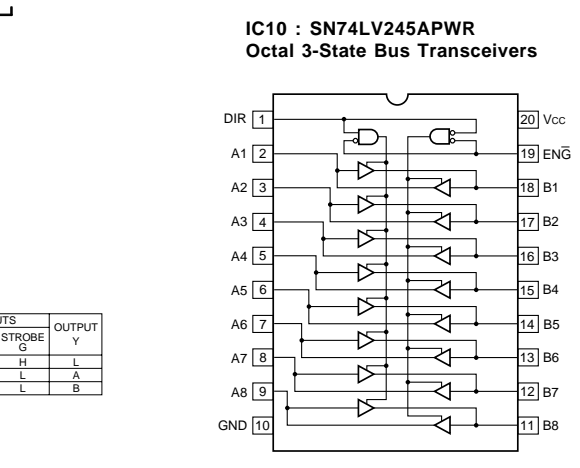 IC10 : SN74LV245APWR
Octal 3-State Bus Transceivers
DIR 1
20 Vcc
A1 2
19 ENG̅
A2 3
18 B1
A3 4
17 B2
A4 5
16 B3
A5 6
15 B4
A6 7
14 B5
A7 8
13 B6
A8 9
12 B7
GND 10
11 B8
UTS OUTPUT
STROBE
G Y
H L
L A
L B